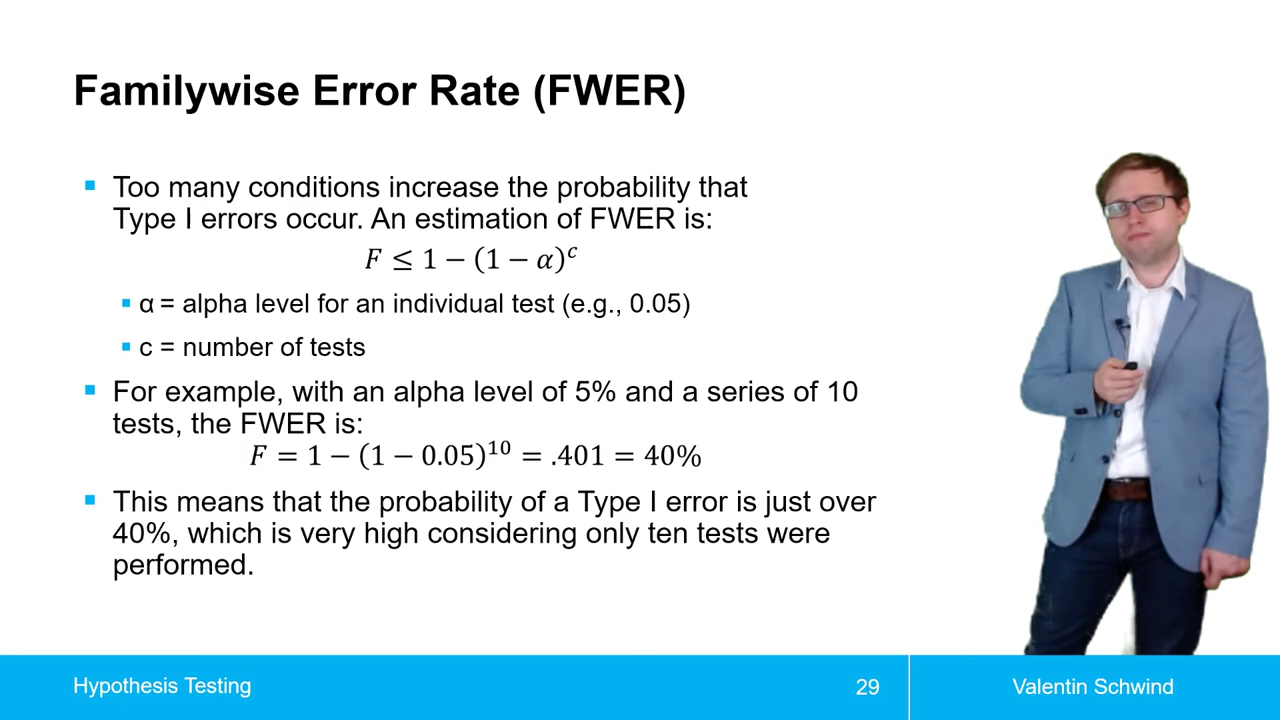 Familywise Error Rate (FWER)
▪ Too many conditions increase the probability that
Type I errors occur. An estimation of FWER is:
𝐹 ≤ 1 − (1 − 𝛼)^𝑐
▪ α = alpha level for an individual test (e.g., 0.05)
▪ c = number of tests
▪ For example, with an alpha level of 5% and a series of 10
tests, the FWER is:
𝐹 = 1 − (1 − 0.05)^10 = .401 = 40%
▪ This means that the probability of a Type I error is just over
40%, which is very high considering only ten tests were
performed.
Hypothesis Testing
29
Valentin Schwind